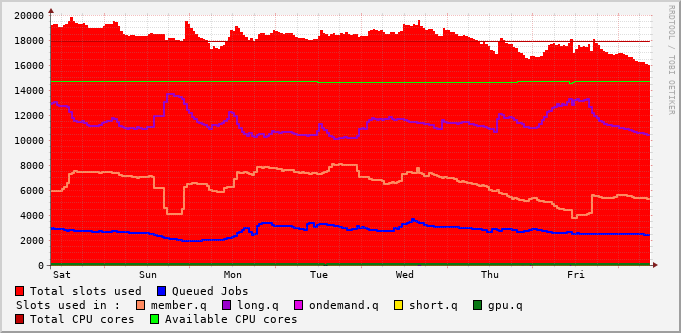 20000
18000
16000
14000
12000
10000
8000
6000
4000
2000
0
Sat Sun Mon Tue Wed Thu Fri
RRDTOOL / TOBI OETIKER
Total slots used Queued Jobs
Slots used in : member.q long.q ondemand.q short.q gpu.q
Total CPU cores Available CPU cores